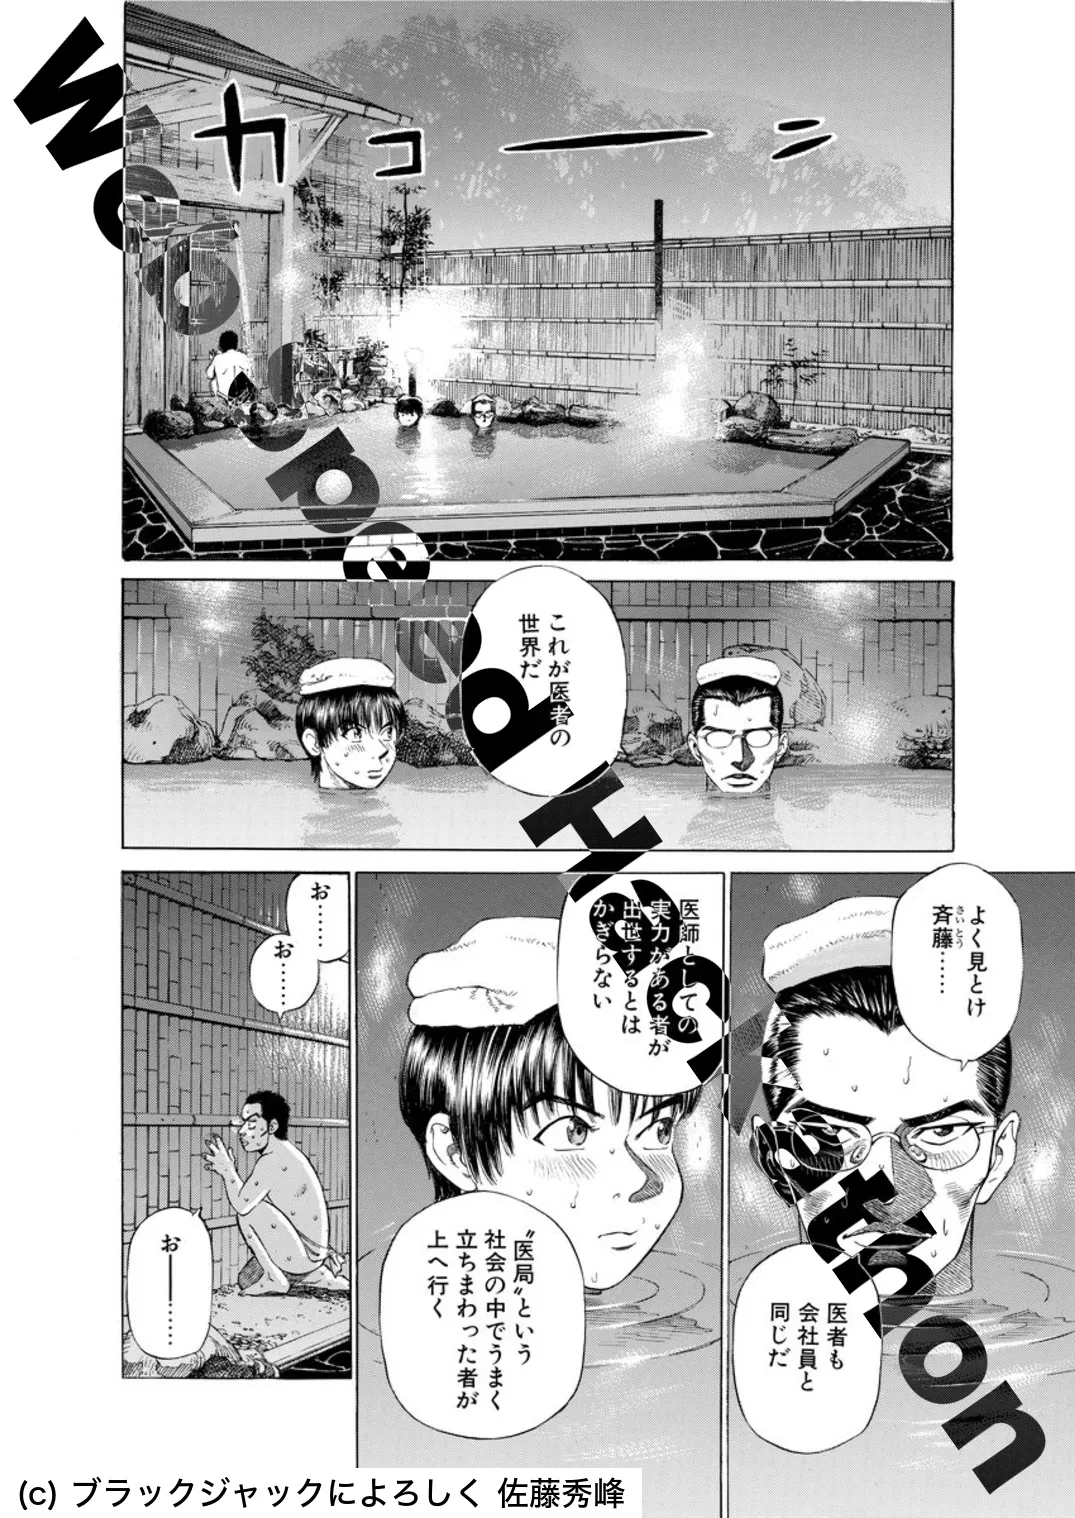 カコーン
これが医者の
世界だ
よく見とけ
斉藤……
さいとう
医者も
会社員と
同じだ
医師としての
実力がある者が
出世するとは
かぎらない
〝医局〟という
社会の中でうまく
立ちまわった者が
上へ行く
お……
お……
お――………
(c) ブラックジャックによろしく 佐藤秀峰